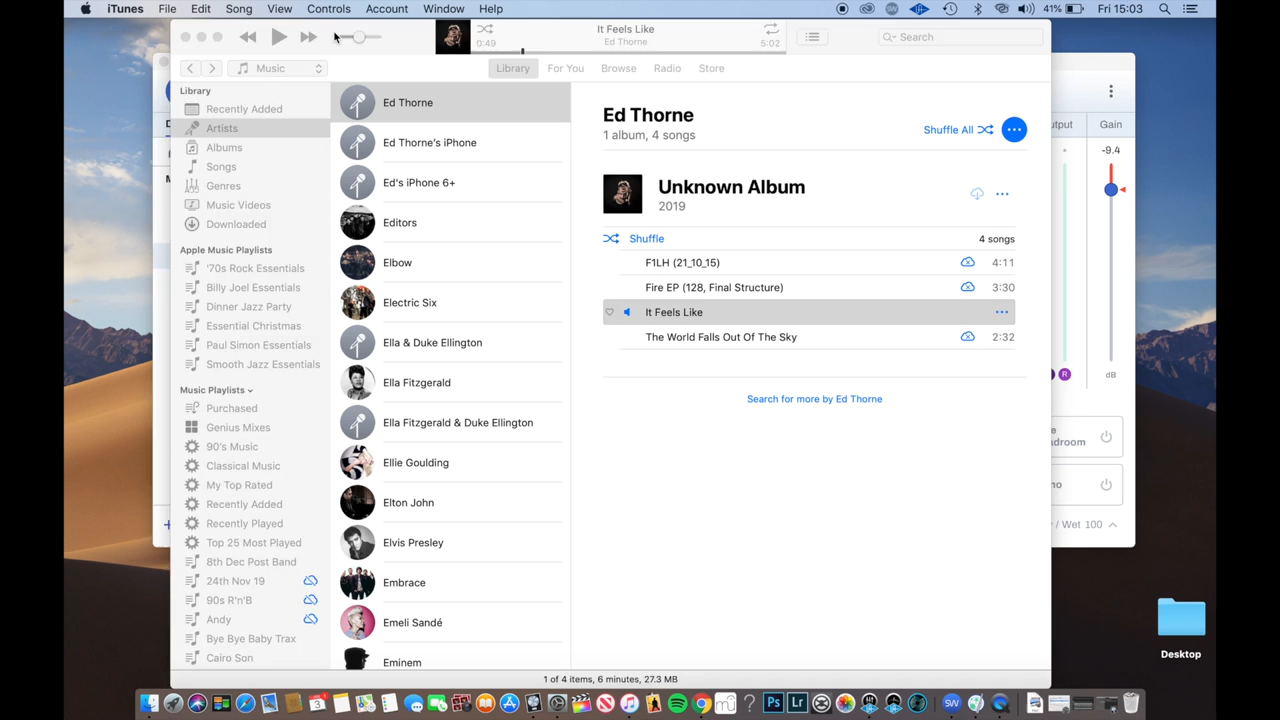 iTunes File Edit Song View Controls Account Window Help 41% Fri 15:03
It Feels Like
0:49 Ed Thorne 5:02
Search
Music Library For You Browse Radio Store
Library
Recently Added
Artists
Albums
Songs
Genres
Music Videos
Downloaded
Apple Music Playlists
'70s Rock Essentials
Billy Joel Essentials
Dinner Jazz Party
Essential Christmas
Paul Simon Essentials
Smooth Jazz Essentials
Music Playlists
Purchased
Genius Mixes
90's Music
Classical Music
My Top Rated
Recently Added
Recently Played
Top 25 Most Played
8th Dec Post Band
24th Nov 19
90s R'n'B
Andy
Bye Bye Baby Trax
Cairo Son
Ed Thorne
Ed Thorne's iPhone
Ed's iPhone 6+
Editors
Elbow
Electric Six
Ella & Duke Ellington
Ella Fitzgerald
Ella Fitzgerald & Duke Ellington
Ellie Goulding
Elton John
Elvis Presley
Embrace
Emeli Sandé
Eminem
Ed Thorne
1 album, 4 songs
Shuffle All
Unknown Album
2019
Shuffle 4 songs
F1LH (21_10_15) 4:11
Fire EP (128, Final Structure) 3:30
It Feels Like
The World Falls Out Of The Sky 2:32
Search for more by Ed Thorne
1 of 4 items, 6 minutes, 27.3 MB
utput Gain
-9.4
R dB
e
adroom
no
/ Wet 100
Desktop
Ps Lr
SW